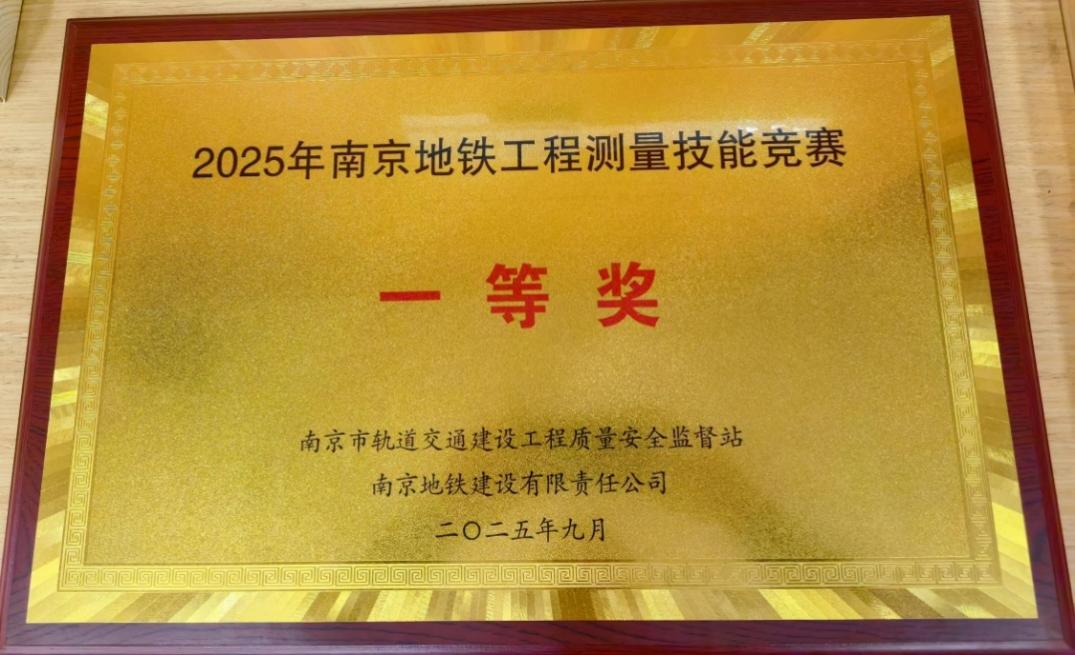 2025年南京地铁工程测量技能竞赛
一等奖
南京市轨道交通建设工程质量安全监督站
南京地铁建设有限责任公司
二〇二五年九月